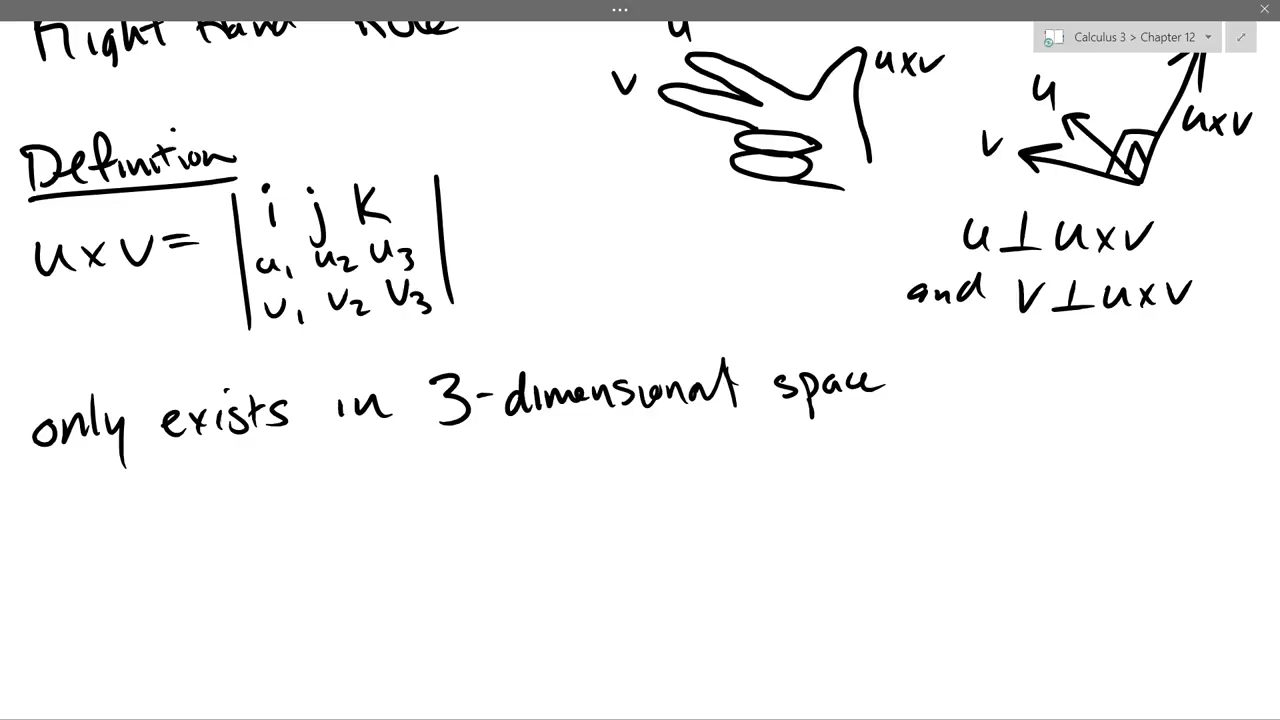 Right Hand Rule
Calculus 3 > Chapter 12
u
v
u x v
u
v
u x v
Definition
u x v = | i j k |
u₁ u₂ u₃
v₁ v₂ v₃
u ⊥ u x v
and v ⊥ u x v
only exists in 3-dimensional space